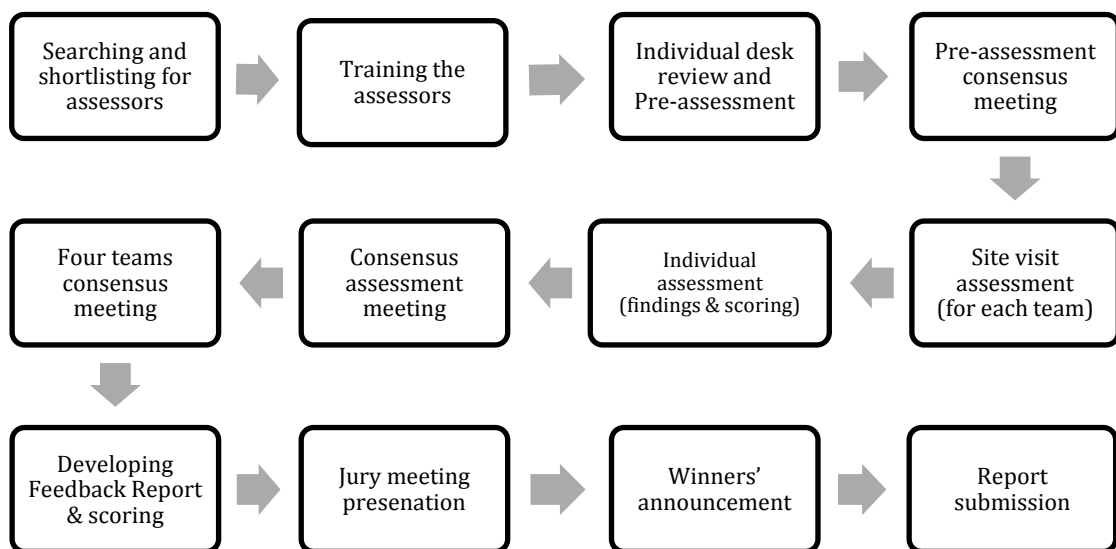 Searching and
shortlisting for
assessors
Training the
assessors
Individual desk
review and
Pre-assessment
Pre-assessment
consensus
meeting
Site visit
assessment
(for each team)
Individual
assessment
(findings & scoring)
Consensus
assessment
meeting
Four teams
consensus
meeting
Developing
Feedback Report
& scoring
Jury meeting
presenation
Winners’
announcement
Report
submission